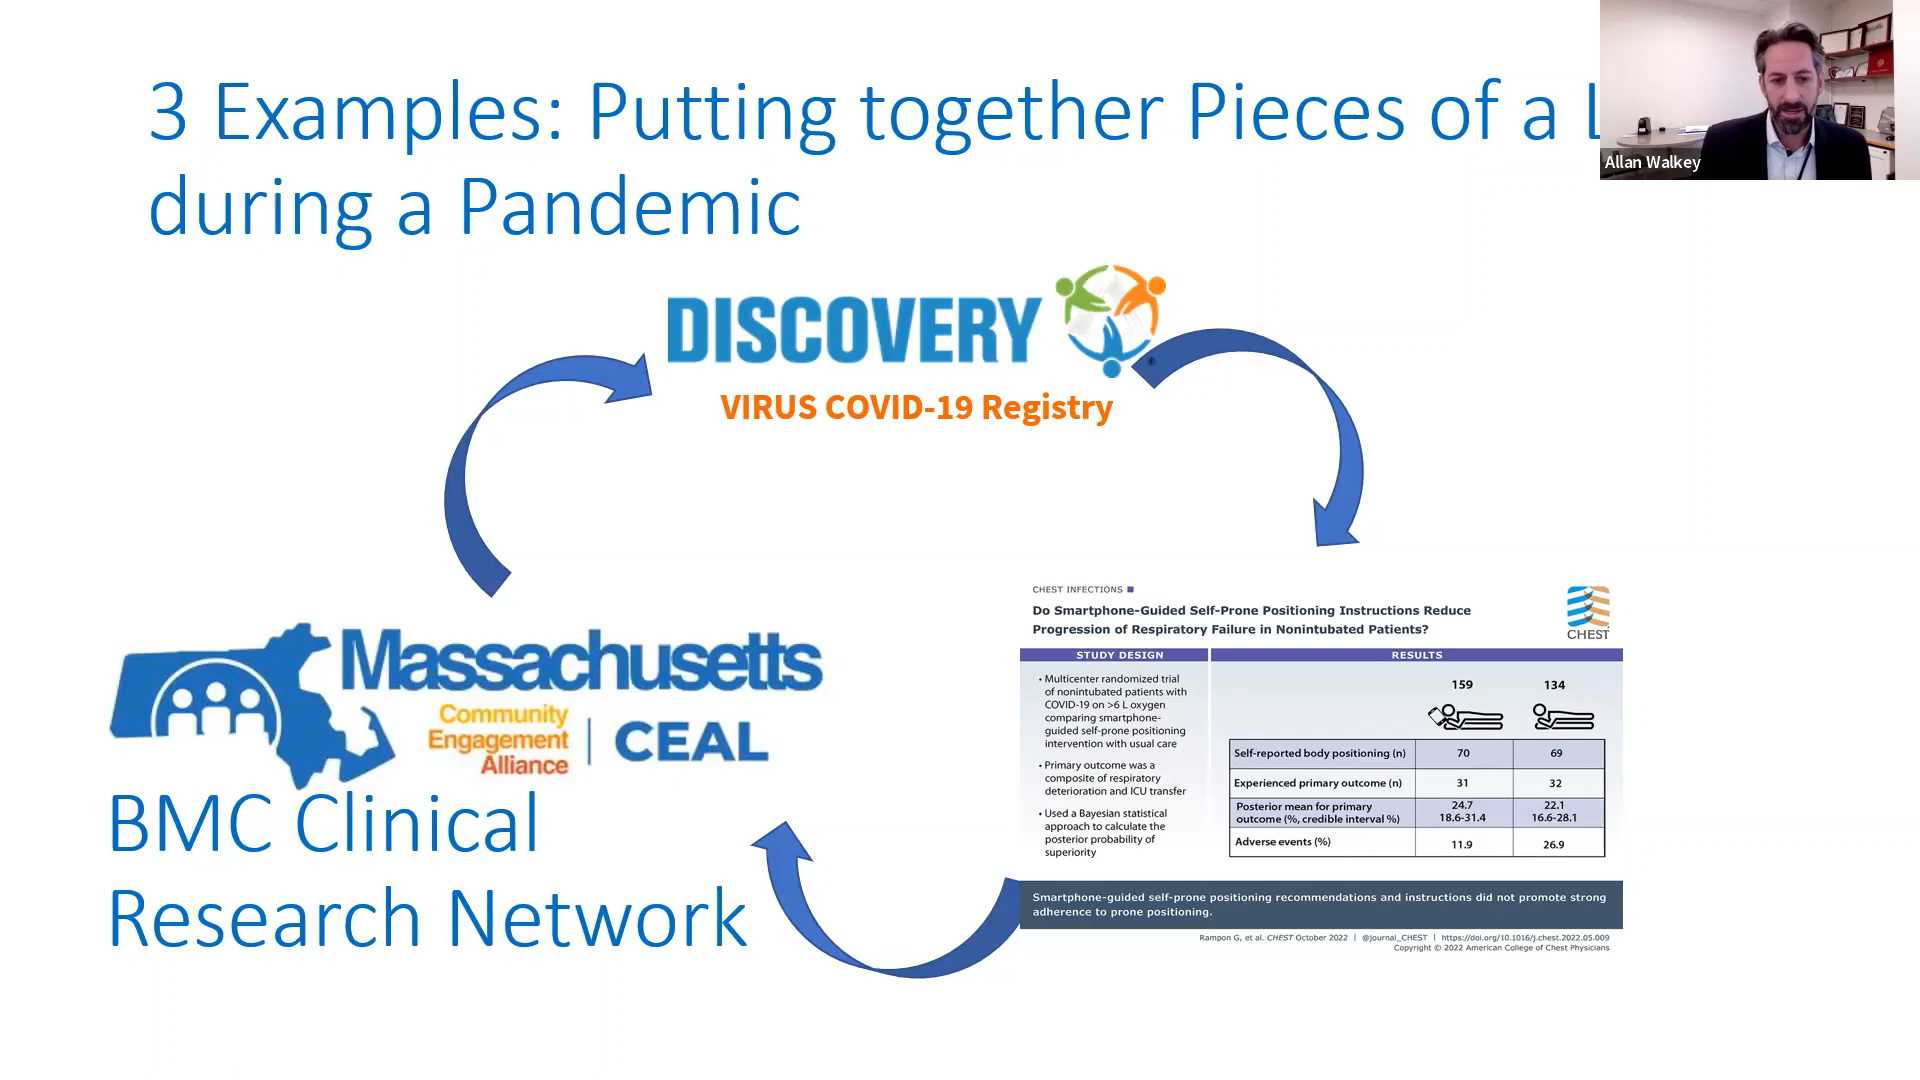 3 Examples: Putting together Pieces of a
during a Pandemic
Allan Walkey
DISCOVERY
VIRUS COVID-19 Registry
Massachusetts
Community
Engagement
Alliance
CEAL
BMC Clinical
Research Network
CHEST INFECTIONS
Do Smartphone-Guided Self-Prone Positioning Instructions Reduce
Progression of Respiratory Failure in Nonintubated Patients?
CHEST
STUDY DESIGN
• Multicenter randomized trial
of nonintubated patients with
COVID-19 on >6 L oxygen
comparing smartphone-
guided self-prone positioning
intervention with usual care
• Primary outcome was a
composite of respiratory
deterioration and ICU transfer
• Used a Bayesian statistical
approach to calculate the
posterior probability of
superiority
RESULTS
159 134
Self-reported body positioning (n) 70 69
Experienced primary outcome (n) 31 32
Posterior mean for primary 24.7 22.1
outcome (%, credible interval %) 18.6-31.4 16.6-28.1
Adverse events (%) 11.9 26.9
Smartphone-guided self-prone positioning recommendations and instructions did not promote strong
adherence to prone positioning.
Rampon G, et al. CHEST October 2022 | @journal_CHEST | https://doi.org/10.1016/j.chest.2022.05.009
Copyright © 2022 American College of Chest Physicians